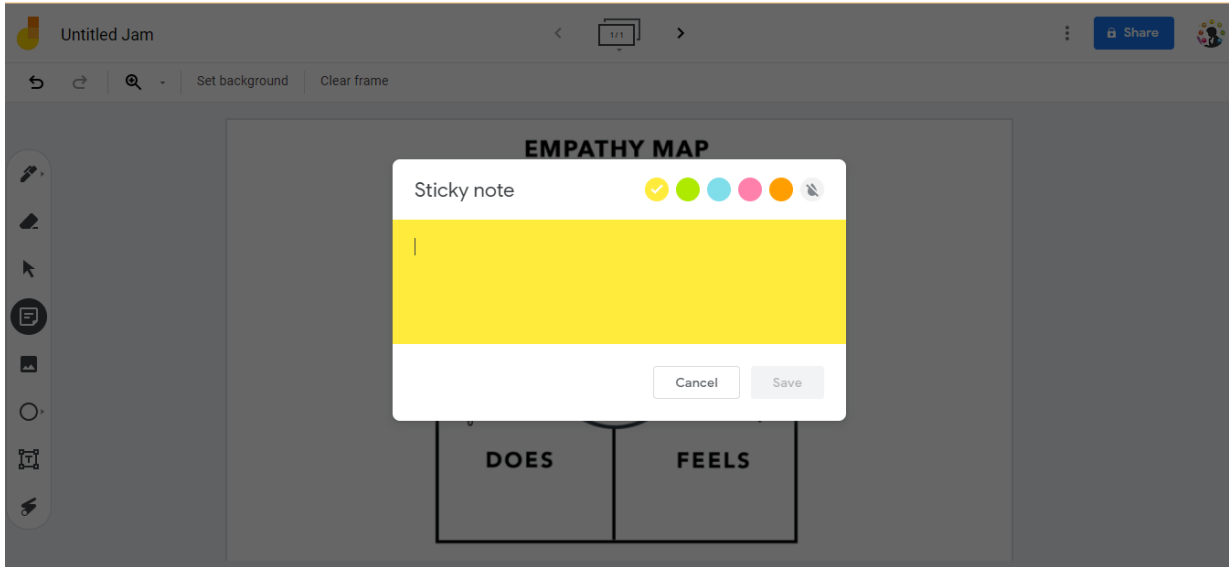 Untitled Jam
1/1
Share
Set background
Clear frame
EMPATHY MAP
Sticky note
Cancel
Save
DOES
FEELS